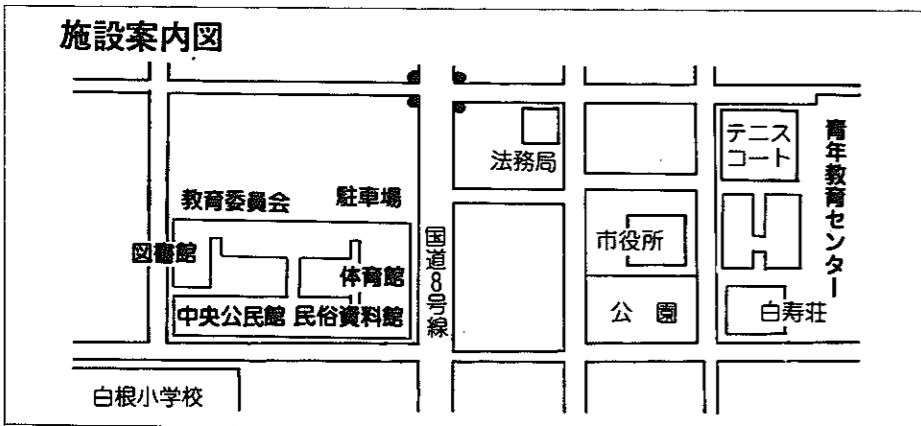 施設案内図
テニス
コート
青年教育センター
法務局
教育委員会
駐車場
図書館
国道8号線
市役所
体育館
中央公民館
民俗資料館
公園
白寿荘
白根小学校